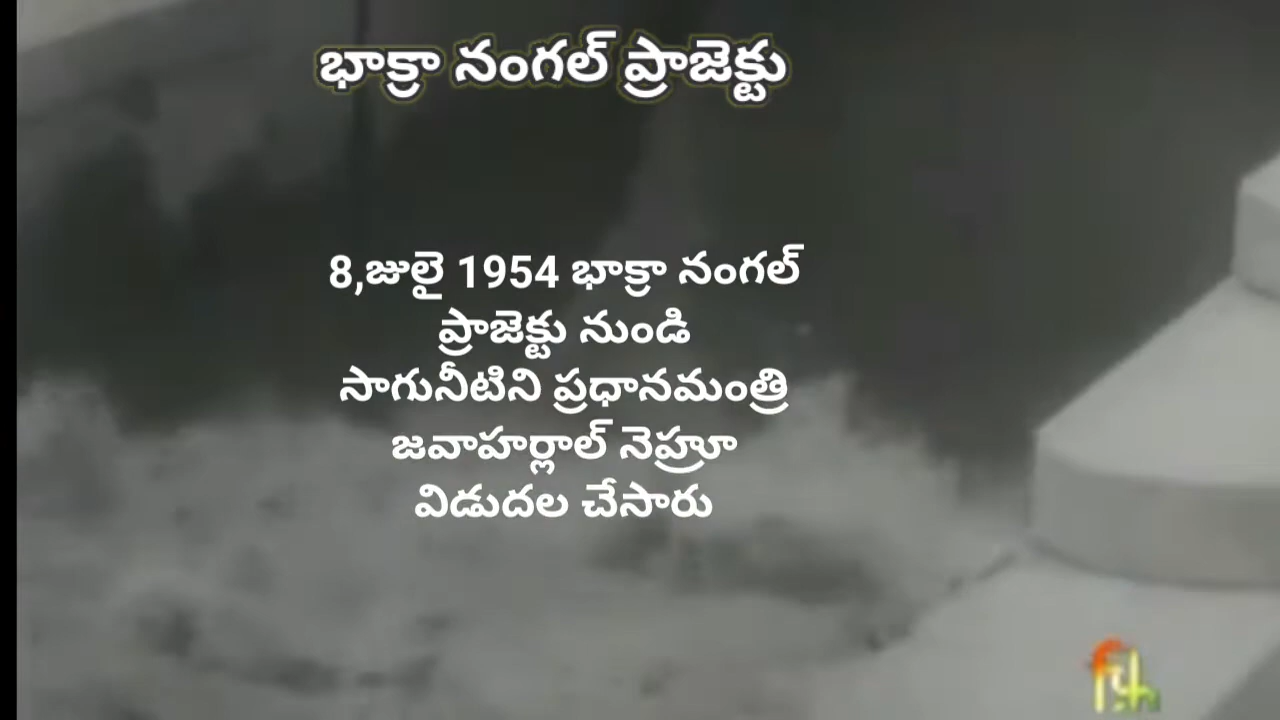 భాక్రా నంగల్ ప్రాజెక్టు
8,జులై 1954 భాక్రా నంగల్
ప్రాజెక్టు నుండి
సాగునీటిని ప్రధానమంత్రి
జవాహర్లాల్ నెహ్రూ
విడుదల చేసారు